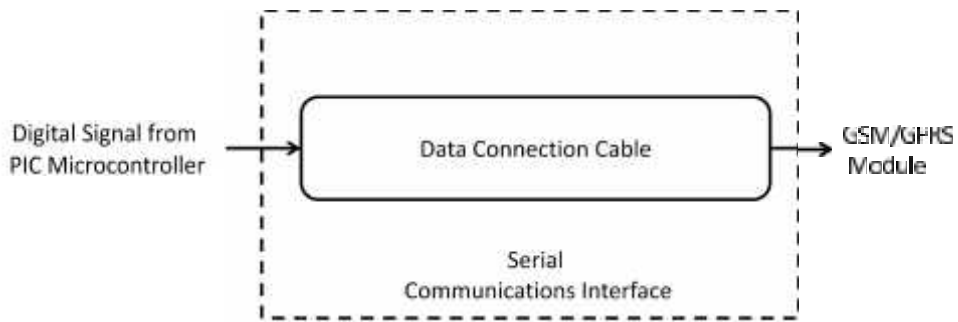 Digital Signal from
PIC Microcontroller
Data Connection Cable
GSM/GPRS
Module
Serial
Communications Interface